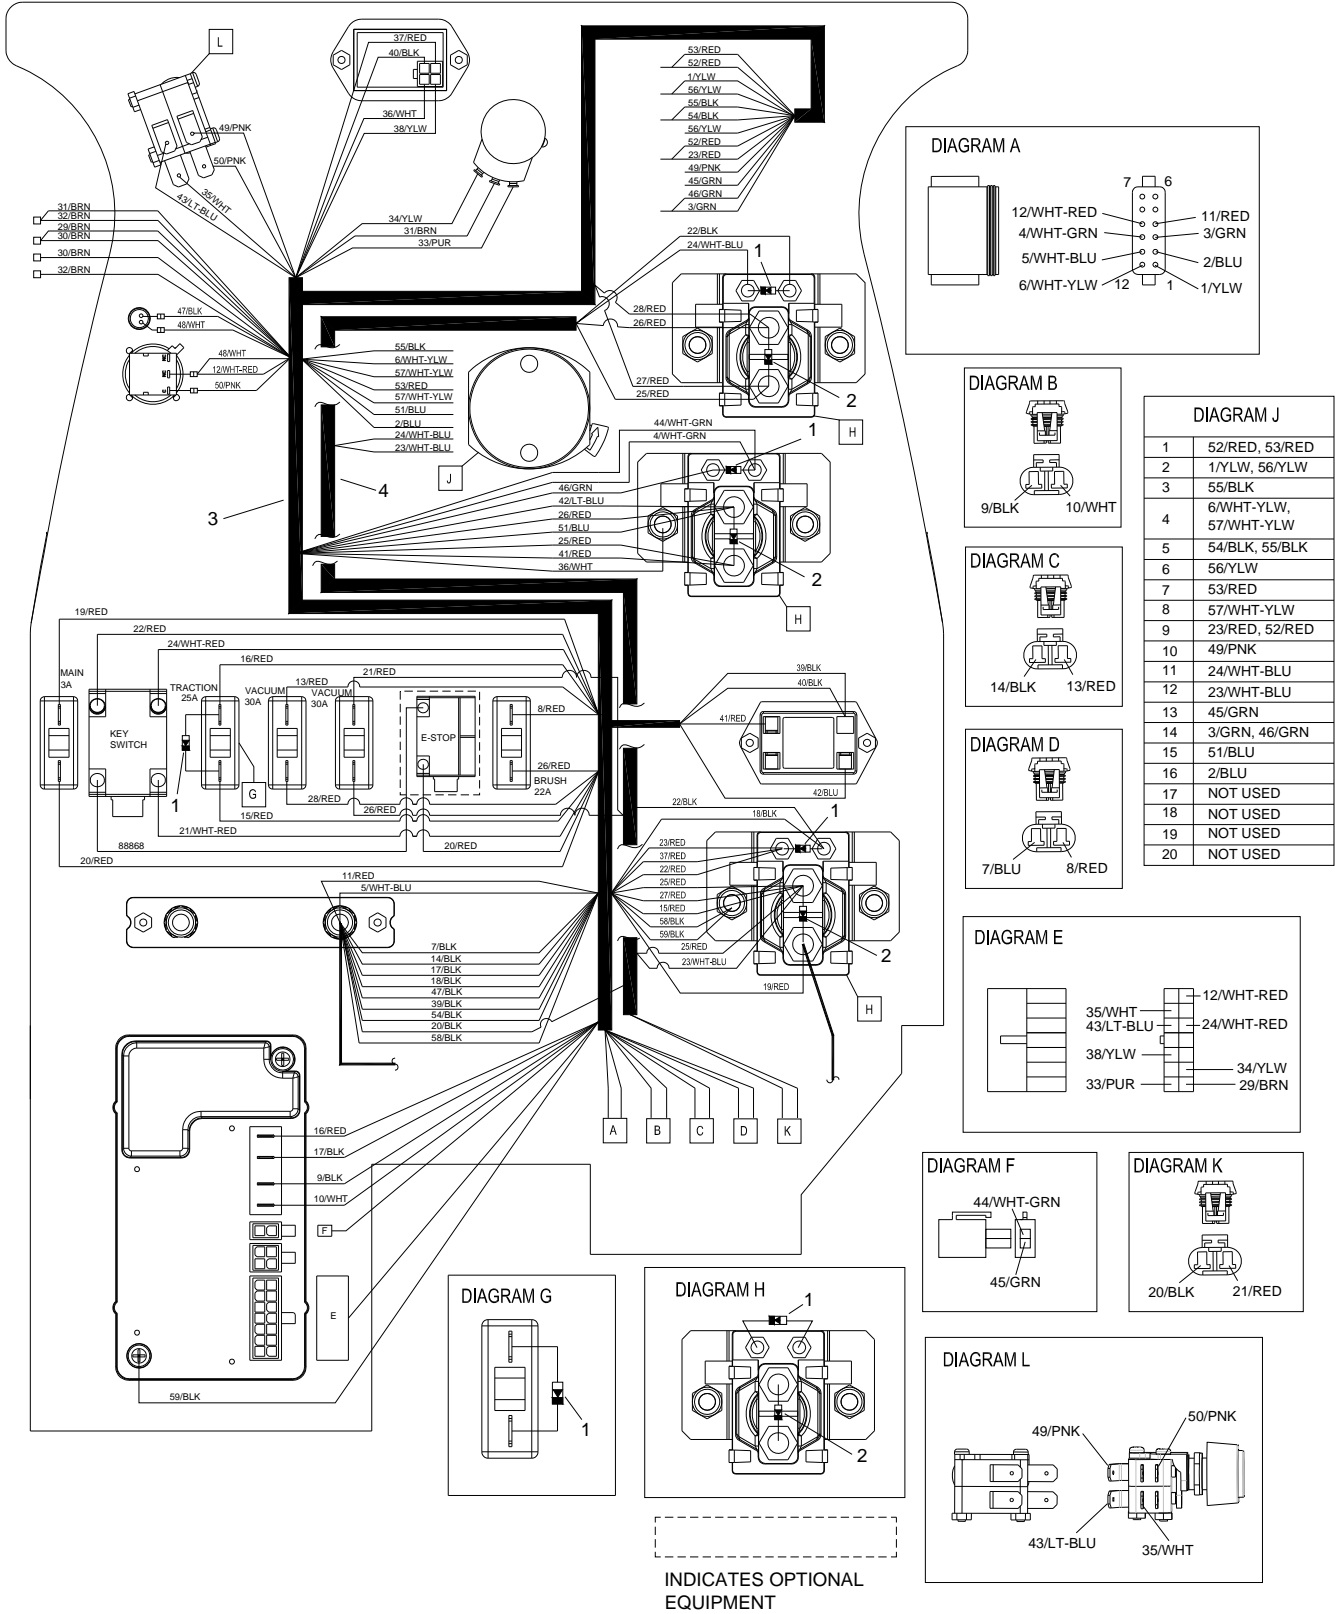 L
37/RED
40/BLK
36/WHT
38/YLW
49/PNK
50/PNK
35/WHT
43/LT-BLU
34/YLW
31/BRN
33/PUR
31/BRN
32/BRN
29/BRN
30/BRN
30/BRN
32/BRN
47/BLK
48/WHT
48/WHT
12/WHT-RED
50/PNK
53/RED
52/RED
1/YLW
56/YLW
55/BLK
54/BLK
56/YLW
52/RED
23/RED
49/PNK
45/GRN
46/GRN
3/GRN
22/BLK
24/WHT-BLU
1
28/RED
26/RED
27/RED
25/RED
2
H
55/BLK
6/WHT-YLW
57/WHT-YLW
53/RED
57/WHT-YLW
51/BLU
2/BLU
24/WHT-BLU
23/WHT-BLU
J
3
4
44/WHT-GRN
4/WHT-GRN
1
46/GRN
42/LT-BLU
26/RED
51/BLU
25/RED
41/RED
36/WHT
2
H
19/RED
22/RED
24/WHT-RED
16/RED
21/RED
13/RED
MAIN
3A
KEY
SWITCH
TRACTION
25A
VACUUM
30A
VACUUM
30A
E-STOP
8/RED
26/RED
BRUSH
22A
1
G
28/RED
26/RED
15/RED
21/WHT-RED
88868
20/RED
20/RED
39/BLK
40/BLK
41/RED
42/BLU
22/BLK
18/BLK
1
23/RED
37/RED
22/RED
25/RED
27/RED
15/RED
58/BLK
59/BLK
25/RED
23/WHT-BLU
19/RED
2
H
11/RED
5/WHT-BLU
7/BLK
14/BLK
17/BLK
18/BLK
47/BLK
39/BLK
54/BLK
20/BLK
58/BLK
A
B
C
D
K
16/RED
17/BLK
9/BLK
10/WHT
F
E
59/BLK
DIAGRAM A
7
6
12/WHT-RED
11/RED
4/WHT-GRN
3/GRN
5/WHT-BLU
2/BLU
6/WHT-YLW
12
1
1/YLW
DIAGRAM B
9/BLK
10/WHT
DIAGRAM C
14/BLK
13/RED
DIAGRAM D
7/BLU
8/RED
DIAGRAM J
1 52/RED, 53/RED
2 1/YLW, 56/YLW
3 55/BLK
4 6/WHT-YLW,
57/WHT-YLW
5 54/BLK, 55/BLK
6 56/YLW
7 53/RED
8 57/WHT-YLW
9 23/RED, 52/RED
10 49/PNK
11 24/WHT-BLU
12 23/WHT-BLU
13 45/GRN
14 3/GRN, 46/GRN
15 51/BLU
16 2/BLU
17 NOT USED
18 NOT USED
19 NOT USED
20 NOT USED
DIAGRAM E
12/WHT-RED
35/WHT
43/LT-BLU
24/WHT-RED
38/YLW
34/YLW
33/PUR
29/BRN
DIAGRAM F
44/WHT-GRN
45/GRN
DIAGRAM K
20/BLK
21/RED
DIAGRAM G
1
DIAGRAM H
1
2
DIAGRAM L
50/PNK
49/PNK
43/LT-BLU
35/WHT
INDICATES OPTIONAL
EQUIPMENT